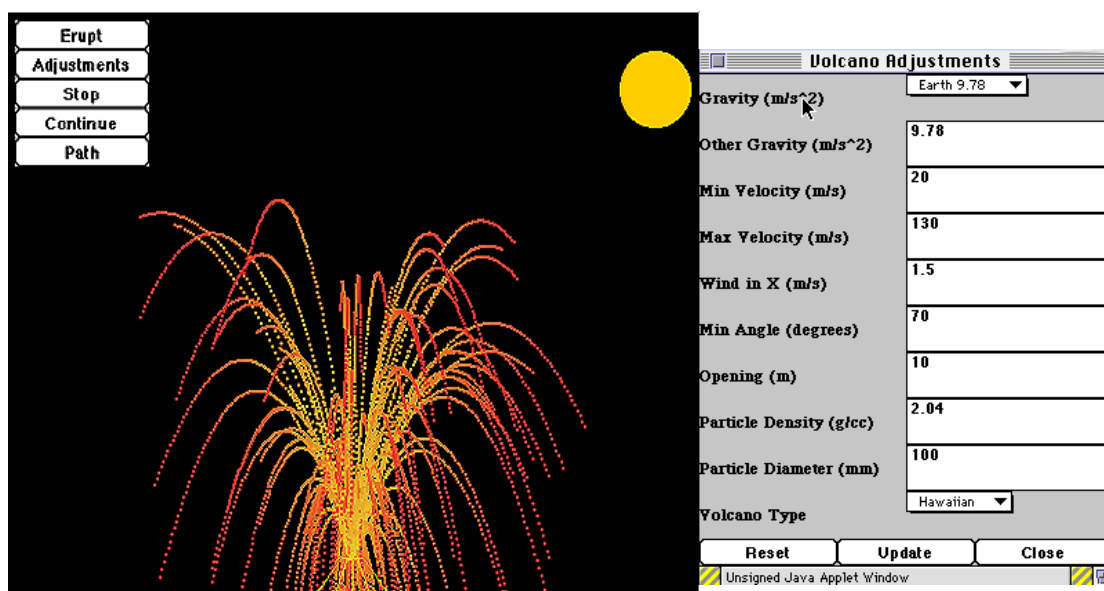 Erupt
Adjustments
Stop
Continue
Path
Volcano Adjustments
Gravity (m/s^2)
Earth 9.78
Other Gravity (m/s^2)
9.78
Min Velocity (m/s)
20
Max Velocity (m/s)
130
Wind in X (m/s)
1.5
Min Angle (degrees)
70
Opening (m)
10
Particle Density (g/cc)
2.04
Particle Diameter (mm)
100
Volcano Type
Hawaiian
Reset
Update
Close
Unsigned Java Applet Window